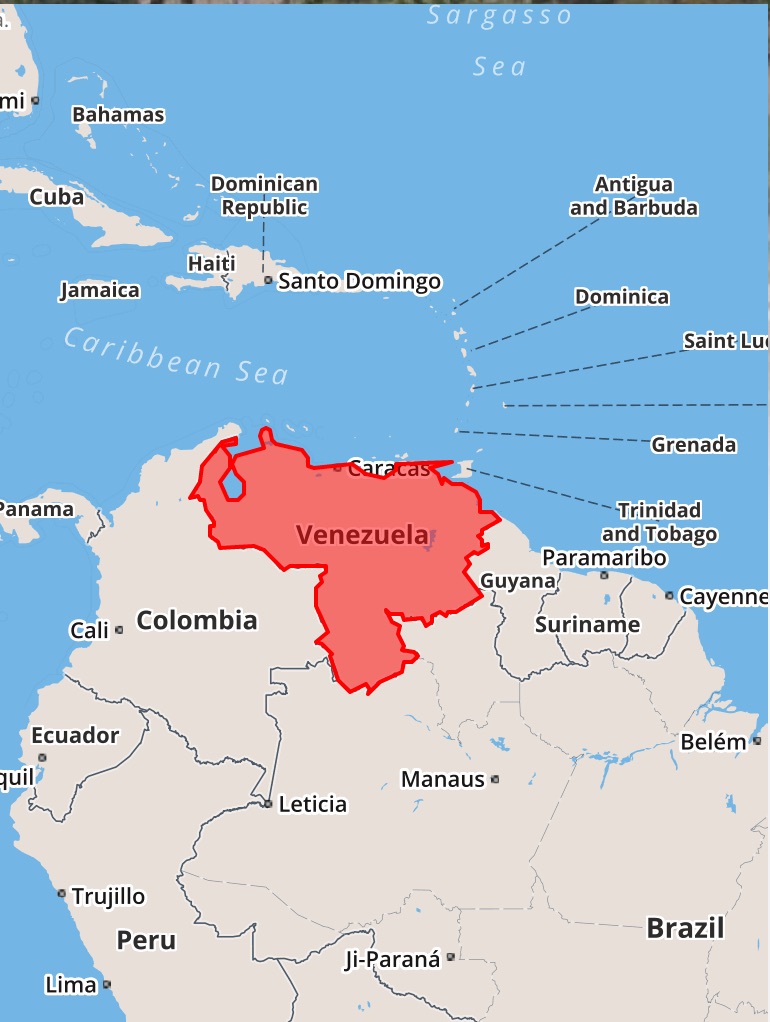 Sargasso
Sea
mi
Bahamas
Cuba
Dominican
Republic
Antigua
and Barbuda
Haiti
Santo Domingo
Jamaica
Dominica
Caribbean Sea
Saint Luc
Grenada
Caracas
Panama
Trinidad
and Tobago
Venezuela
Paramaribo
Guyana
Cayenne
Colombia
Cali
Suriname
Ecuador
Belém
quil
Manaus
Leticia
Trujillo
Peru
Brazil
Ji-Paraná
Lima